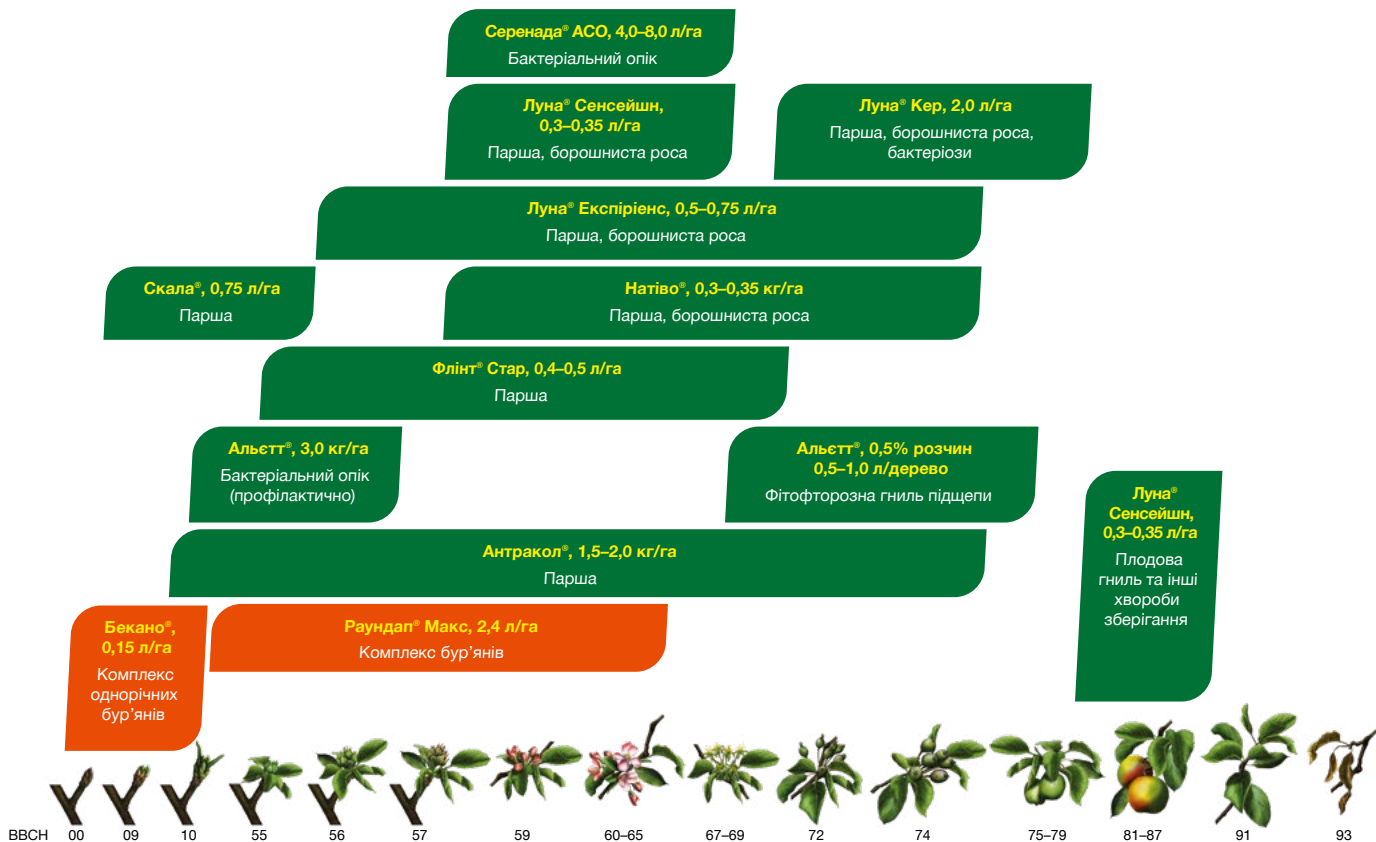 Серенада® АСО, 4,0–8,0 л/га
Бактеріальний опік
Луна® Сенсейшн,
0,3–0,35 л/га
Парша, борошниста роса
Луна® Кер, 2,0 л/га
Парша, борошниста роса,
бактеріози
Луна® Експіріенс, 0,5–0,75 л/га
Парша, борошниста роса
Скала®, 0,75 л/га
Парша
Натіво®, 0,3–0,35 кг/га
Парша, борошниста роса
Флінт® Стар, 0,4–0,5 л/га
Парша
Альєтт®, 3,0 кг/га
Бактеріальний опік
(профілактично)
Альєтт®, 0,5% розчин
0,5–1,0 л/дерево
Фітофторозна гниль підщепи
Луна®
Сенсейшн,
0,3–0,35 л/га
Плодова
гниль та інші
хвороби
зберігання
Антракол®, 1,5–2,0 кг/га
Парша
Бекано®,
0,15 л/га
Комплекс
однорічних
бур’янів
Раундап® Макс, 2,4 л/га
Комплекс бур’янів
BBCH 00 09 10 55 56 57 59 60–65 67–69 72 74 75–79 81–87 91 93